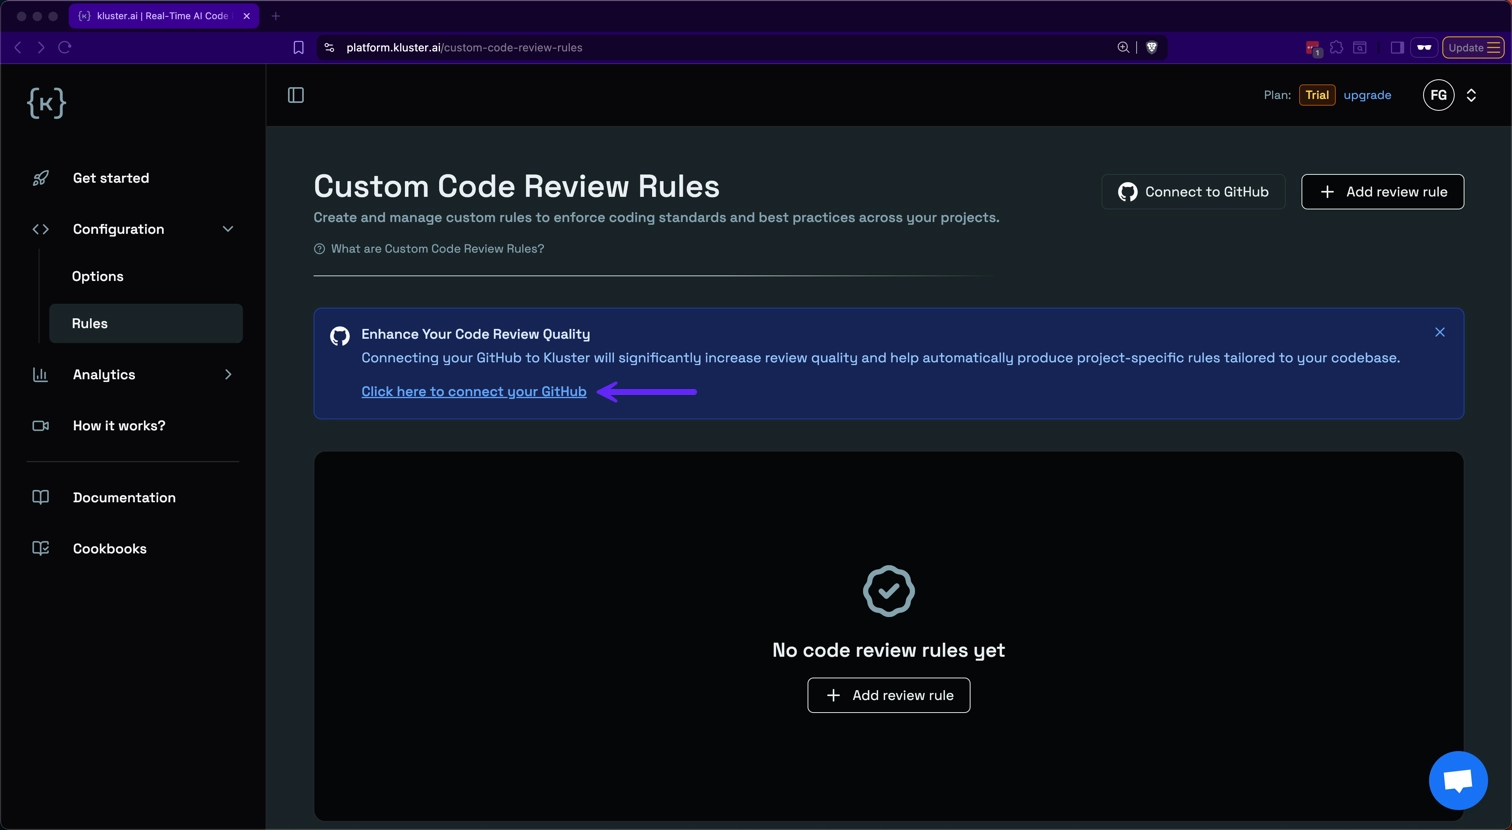 kluster.ai | Real-Time AI Code
platform.kluster.ai/custom-code-review-rules
1
Update
{K}
Plan: Trial upgrade
FG
Get started
Configuration
Options
Rules
Analytics
How it works?
Documentation
Cookbooks
Custom Code Review Rules
Create and manage custom rules to enforce coding standards and best practices across your projects.
What are Custom Code Review Rules?
Connect to GitHub
Add review rule
Enhance Your Code Review Quality
Connecting your GitHub to Kluster will significantly increase review quality and help automatically produce project-specific rules tailored to your codebase.
Click here to connect your GitHub
No code review rules yet
Add review rule